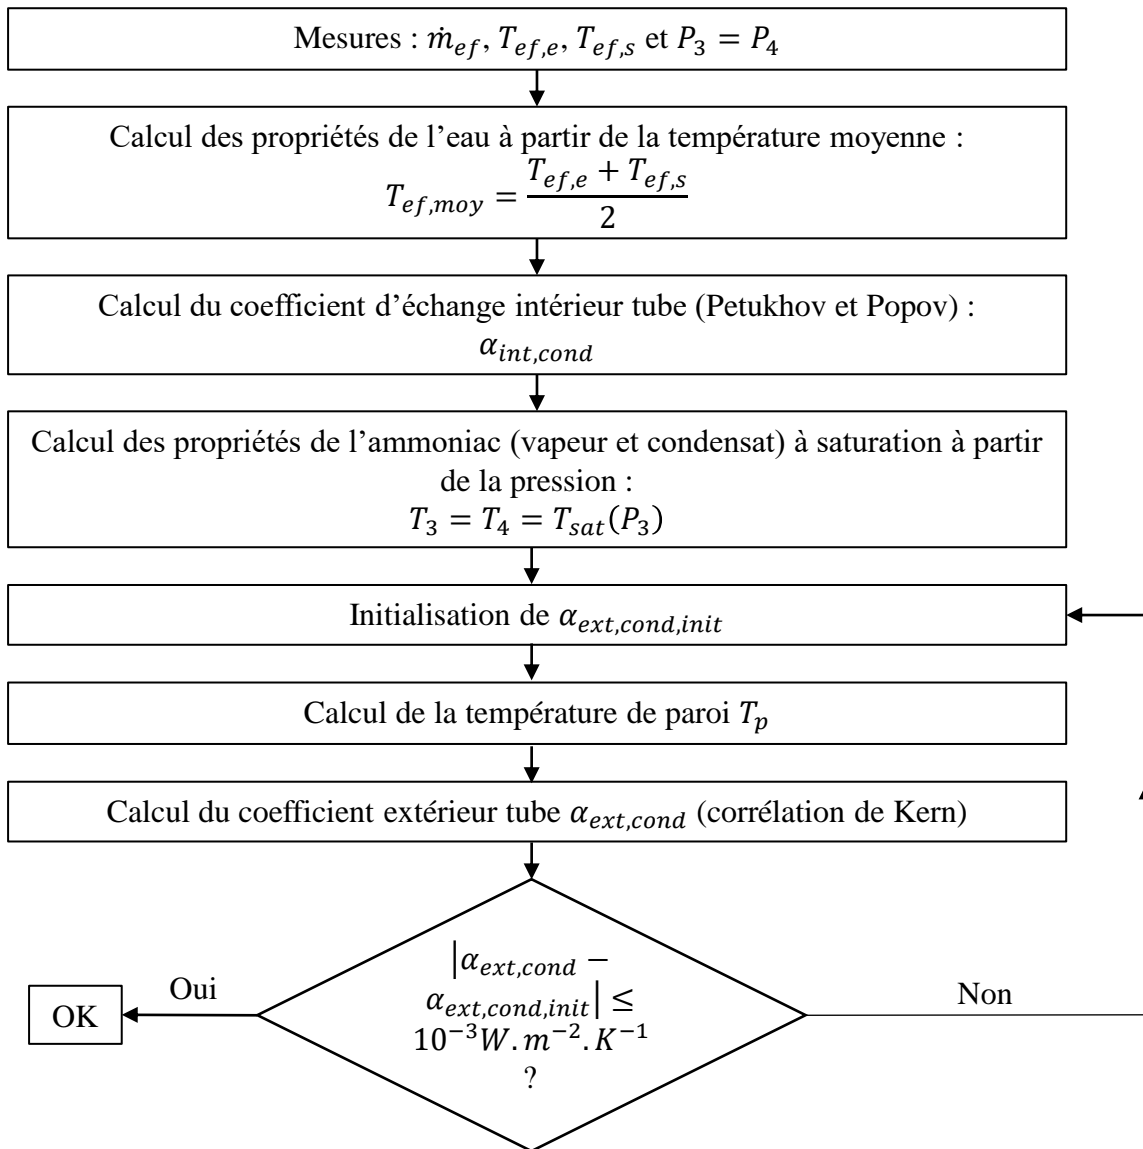 Mesures : ṁ_ef, T_ef,e, T_ef,s et P_3 = P_4
Calcul des propriétés de l’eau à partir de la température moyenne :
T_ef,moy = (T_ef,e + T_ef,s) / 2
Calcul du coefficient d’échange intérieur tube (Petukhov et Popov) :
α_int,cond
Calcul des propriétés de l’ammoniac (vapeur et condensat) à saturation à partir
de la pression :
T_3 = T_4 = T_sat(P_3)
Initialisation de α_ext,cond,init
Calcul de la température de paroi T_p
Calcul du coefficient extérieur tube α_ext,cond (corrélation de Kern)
|α_ext,cond −
α_ext,cond,init| ≤
10^−3 W.m^−2.K^−1
?
Oui
OK
Non